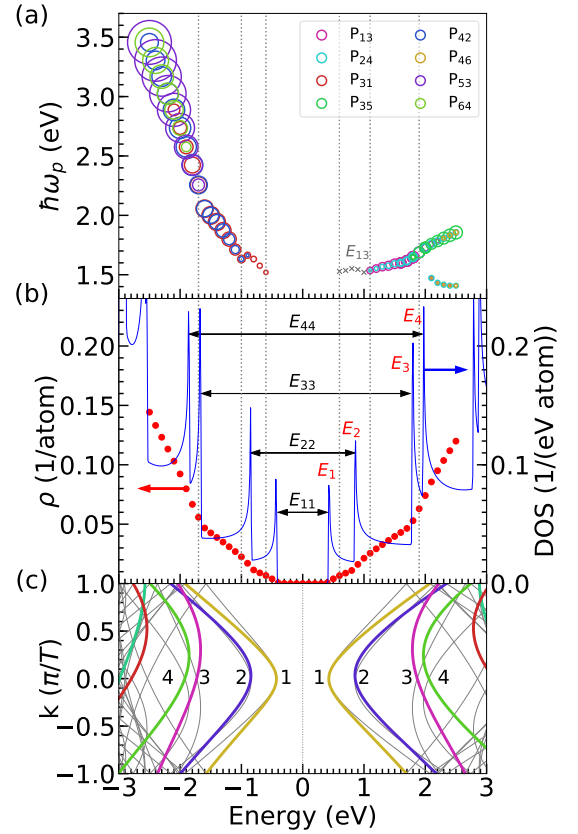 (a)
3.5
3.0
2.5
2.0
1.5
ħω_p (eV)
P_13 P_42
P_24 P_46
P_31 P_53
P_35 P_64
E_13
(b)
0.20
0.15
0.10
0.05
ρ (1/atom)
E_44
E_33
E_22
E_11
E_1
E_2
E_3
E_4
0.2
0.1
0.0
DOS (1/(eV atom))
(c)
1.0
0.5
0.0
−0.5
−1.0
k (π/T)
4 3 2 1 1 2 3 4
−3 −2 −1 0 1 2 3
Energy (eV)